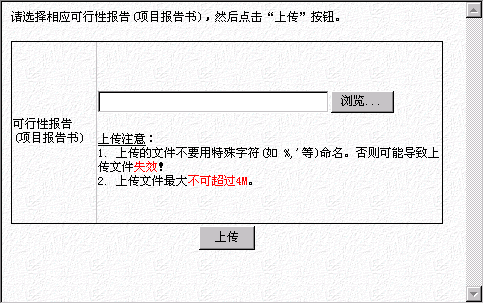 请选择相应可行性报告(项目报告书)，然后点击“上传”按钮。
浏览...
可行性报告
(项目报告书)
上传注意：
1. 上传的文件不要用特殊字符(如 %,'等)命名。否则可能导致上
传文件失效!
2. 上传文件最大不可超过4M。
上传